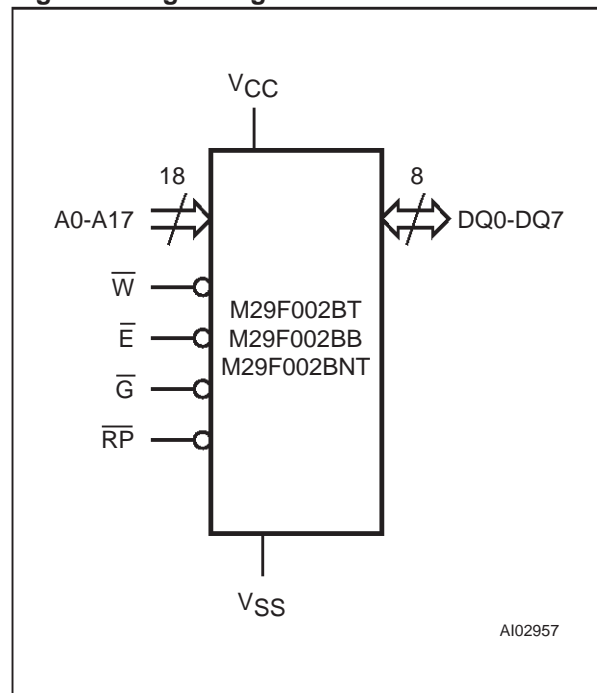 VCC
18
8
A0-A17
DQ0-DQ7
W
E
G
RP
M29F002BT
M29F002BB
M29F002BNT
VSS
AI02957